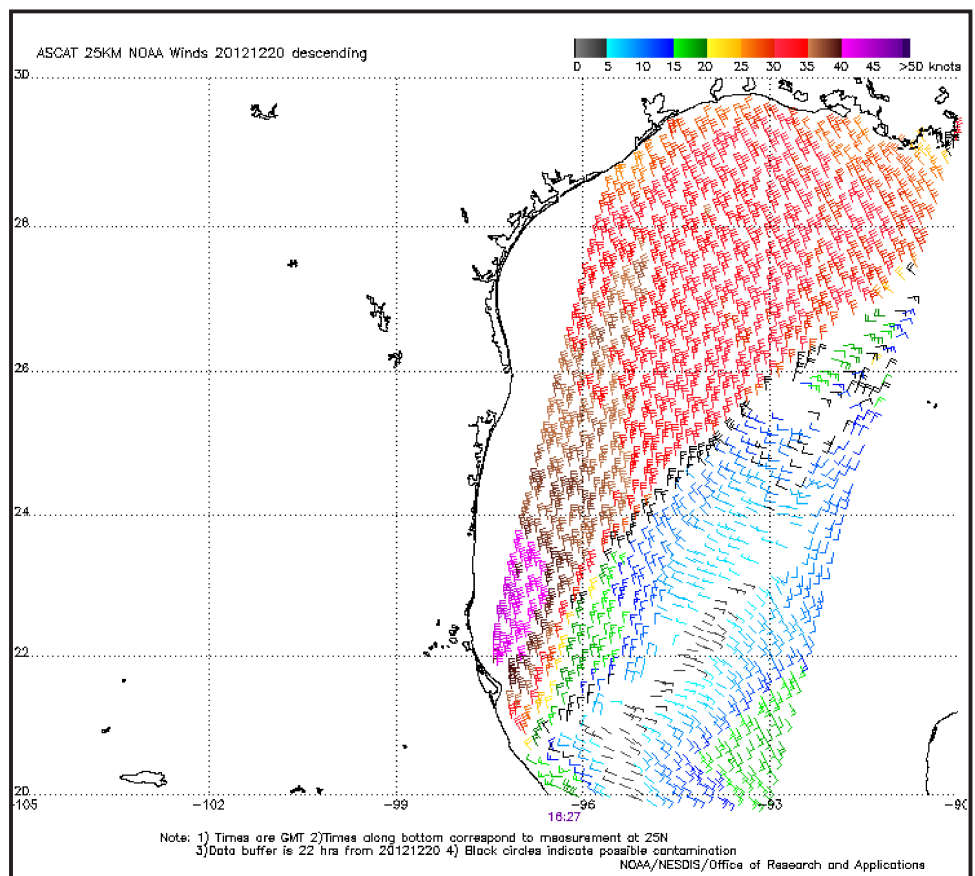 ASCAT 25KM NOAA Winds 20121220 descending
0 5 10 15 20 25 30 35 40 45 >50 knots
30
28
26
24
22
20
-105 -102 -99 -96 -93 -90
16:27
Note: 1) Times are GMT 2)Times along bottom correspond to measurement at 25N
3)Data buffer is 22 hrs from 20121220 4) Black circles indicate possible contamination
NOAA/NESDIS/Office of Research and Applications